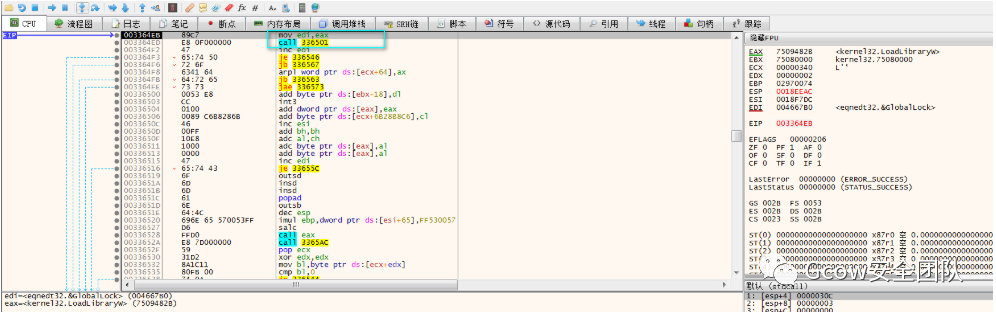 CPU 流程图 日志 笔记 断点 内存布局 调用堆栈 SEH链 脚本 符号 源代码 引用 线程 句柄 跟踪
EIP 003364EB 89C7 mov edi,eax
003364ED E8 0F000000 call 336501
003364F2 47 inc edi
003364F3 65:74 50 je 336546
003364F6 72 6F jb 336567
003364F8 6341 64 arpl word ptr ds:[ecx+64],ax
003364FB 64:72 65 jb 336563
003364FE 73 73 jae 336573
00336500 0053 E8 add byte ptr ds:[ebx-18],dl
00336503 CC int3
00336504 0100 add dword ptr ds:[eax],eax
00336506 0089 C6B8286B add byte ptr ds:[ecx+6B28B8C6],cl
0033650C 46 inc esi
0033650D 00FF add bh,bh
0033650F 10E8 adc al,ch
00336511 1000 adc byte ptr ds:[eax],al
00336513 0000 add byte ptr ds:[eax],al
00336515 47 inc edi
00336516 65:74 43 je 33655C
00336519 6F outsd
0033651A 6D insd
0033651B 6D insd
0033651C 61 popad
0033651D 6E outsb
0033651E 64:4C dec esp
00336520 696E 65 570053FF imul ebp,dword ptr ds:[esi+65],FF530057
00336527 D6 salc
00336528 FFD0 call eax
0033652A E8 7D000000 call 3365AC
0033652F 59 pop ecx
00336530 31D2 xor edx,edx
00336532 8A1C11 mov bl,byte ptr ds:[ecx+edx]
00336535 80FB 00 cmp bl,0
edi=<eqnedt32.&GlobalLock> (004667B0)
eax=<kernel32.LoadLibraryW> (7509482B)
隐藏FPU
EAX 7509482B <kernel32.LoadLibraryW>
EBX 75080000 kernel32.75080000
ECX 00000340 L'̀'
EDX 00000002
EBP 02970074
ESP 0018EEAC
ESI 0018F7DC
EDI 004667B0 <eqnedt32.&GlobalLock>
EIP 003364EB
EFLAGS 00000206
ZF 0 PF 1 AF 0
OF 0 SF 0 DF 0
CF 0 TF 0 IF 1
LastError 00000000 (ERROR_SUCCESS)
LastStatus 00000000 (STATUS_SUCCESS)
GS 002B FS 0053
ES 002B DS 002B
CS 0023 SS 002B
ST(0) 00000000000000000000 x87r0 空 0.0000000000000000
ST(1) 00000000000000000000 x87r1 空 0.0000000000000000
ST(2) 00000000000000000000 x87r2 空 0.0000000000000000
Gcow安全团队
默认 (stdcall)
1: [esp+4] 0000030C
2: [esp+8] 00000003